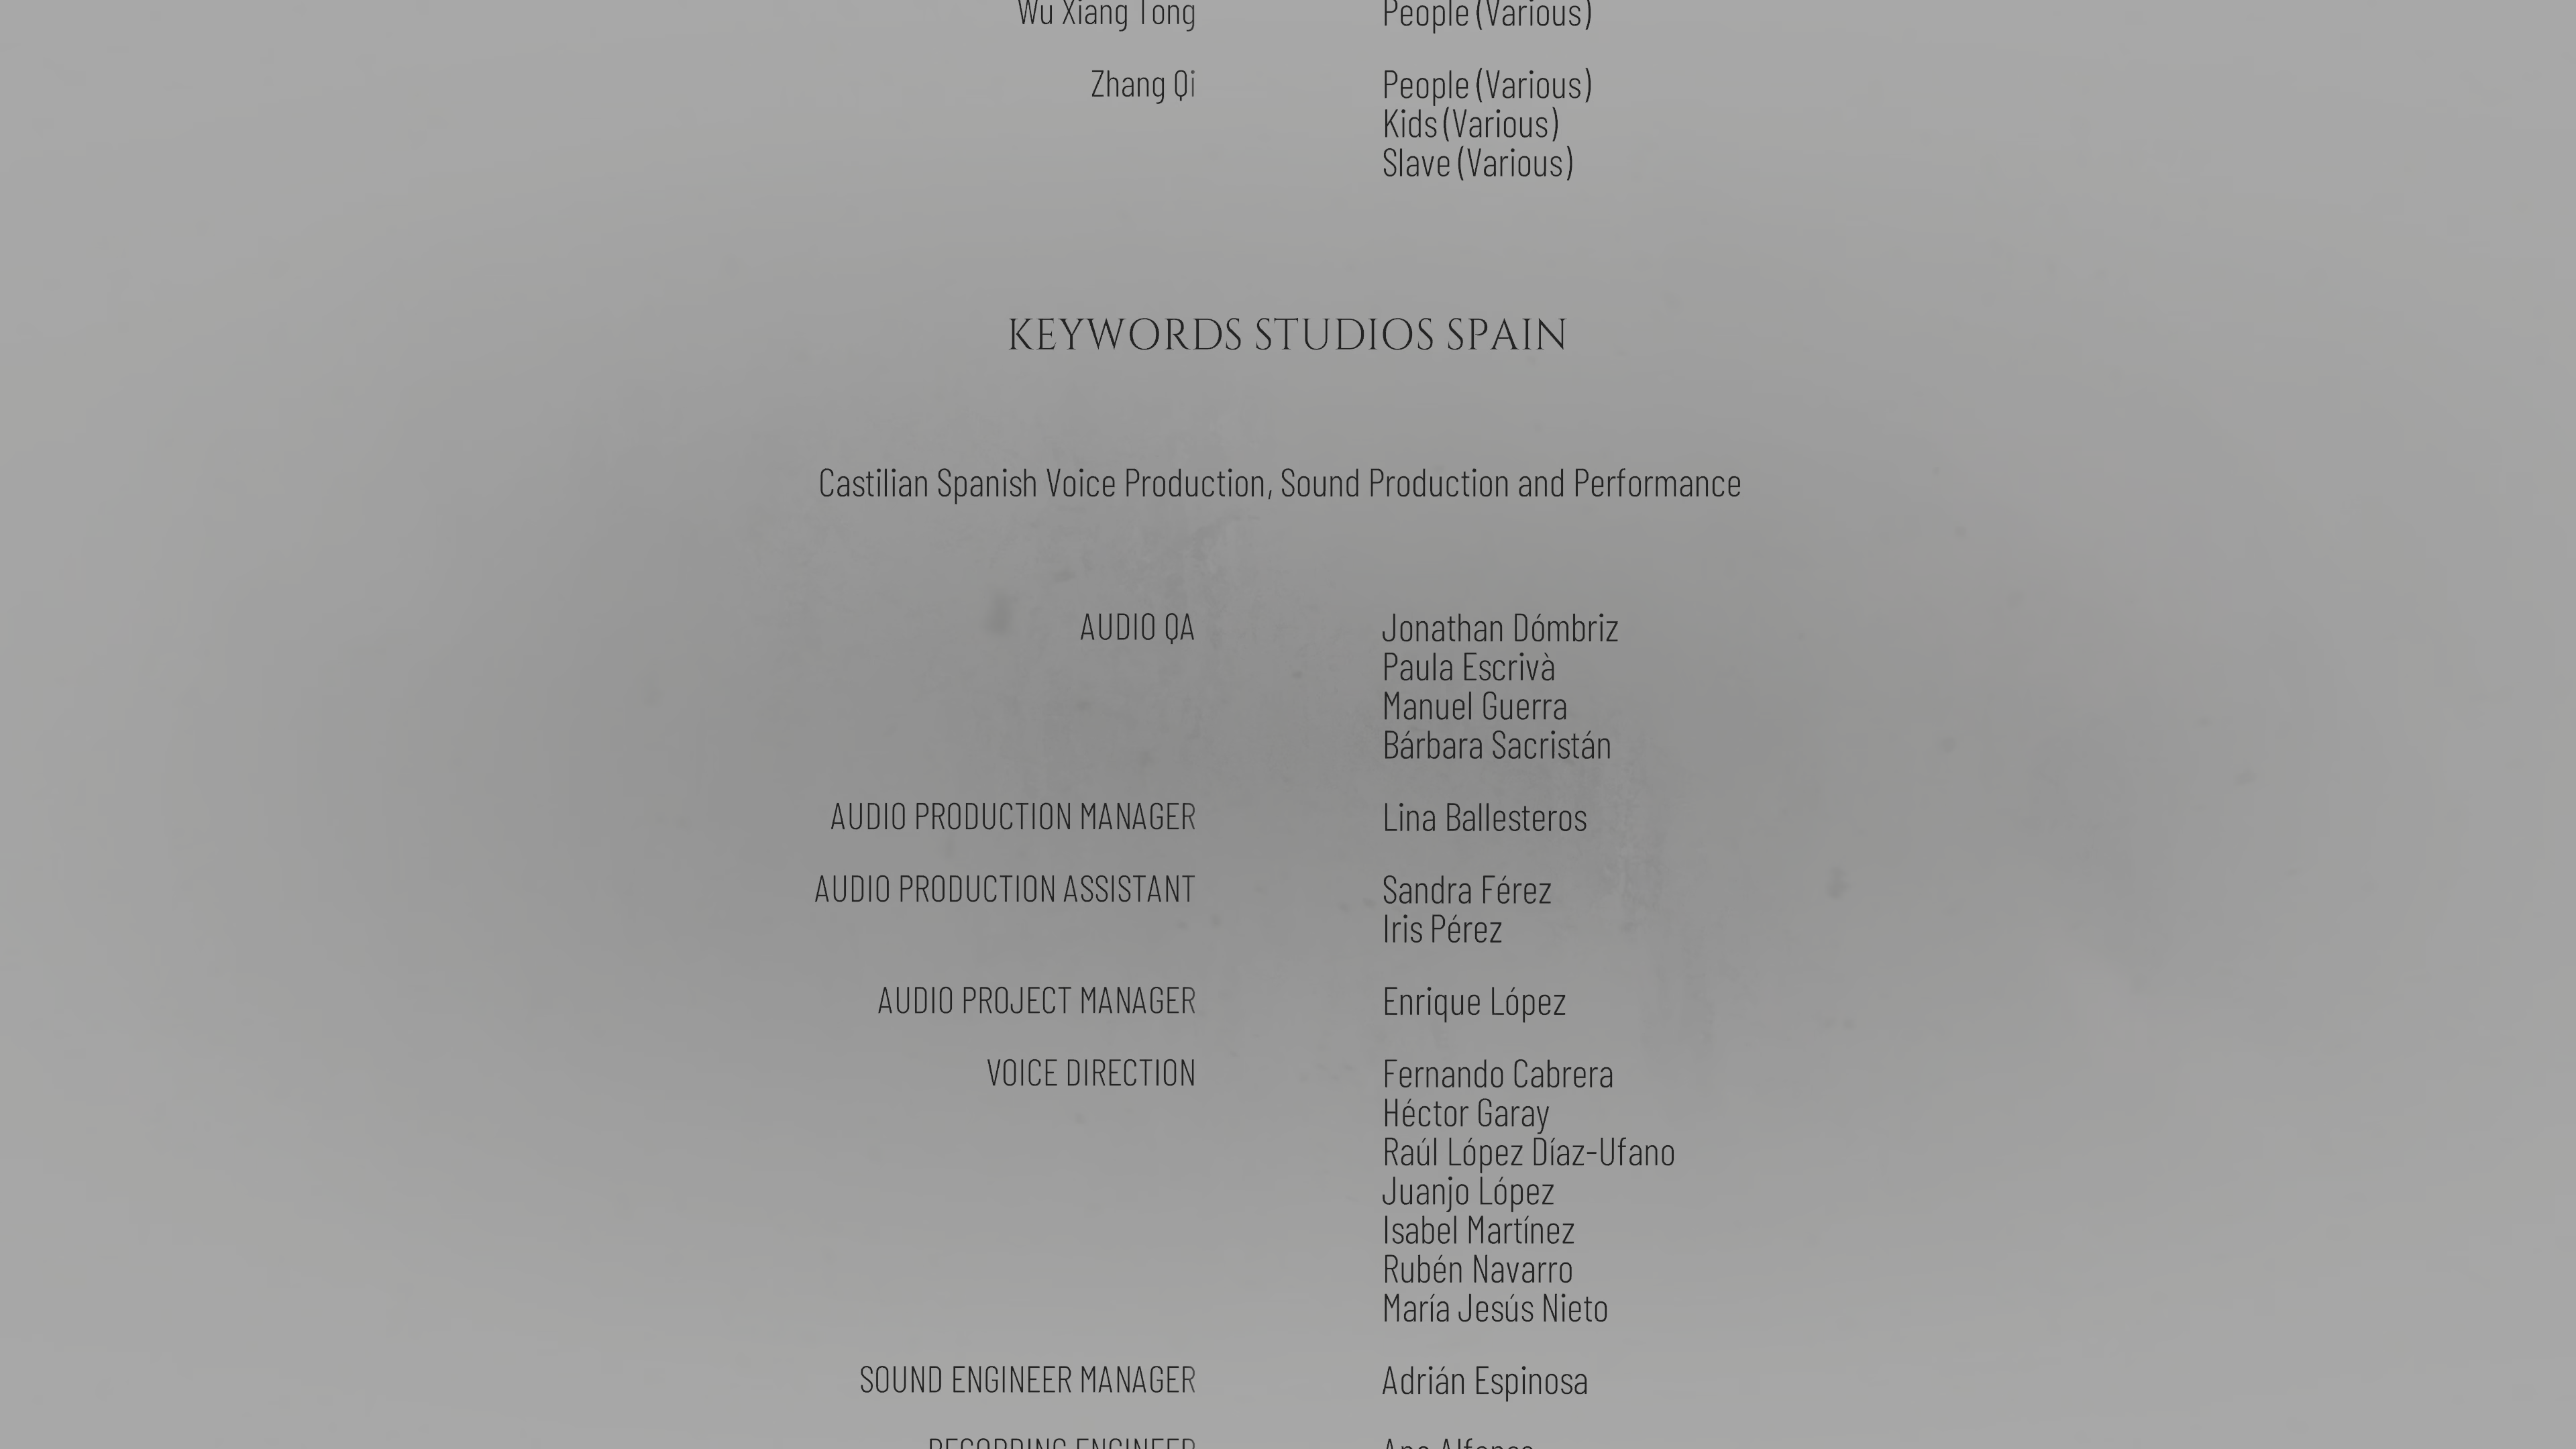 Wu Xiang Tong People (Various)
Zhang Qi People (Various)
Kids (Various)
Slave (Various)
KEYWORDS STUDIOS SPAIN
Castilian Spanish Voice Production, Sound Production and Performance
AUDIO QA Jonathan Dómbriz
Paula Escrivà
Manuel Guerra
Bárbara Sacristán
AUDIO PRODUCTION MANAGER Lina Ballesteros
AUDIO PRODUCTION ASSISTANT Sandra Férez
Iris Pérez
AUDIO PROJECT MANAGER Enrique López
VOICE DIRECTION Fernando Cabrera
Héctor Garay
Raúl López Díaz-Ufano
Juanjo López
Isabel Martínez
Rubén Navarro
María Jesús Nieto
SOUND ENGINEER MANAGER Adrián Espinosa
RECORDING ENGINEER